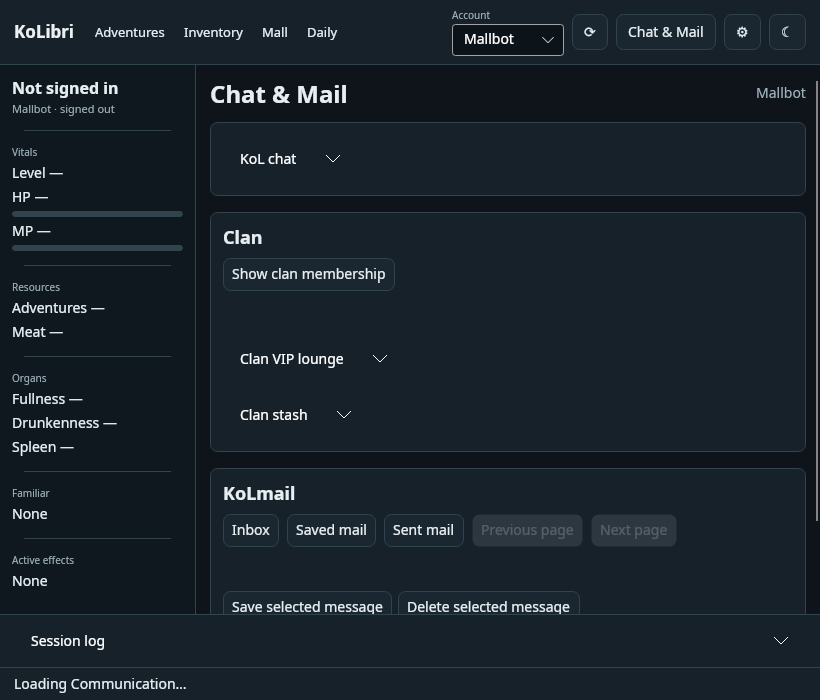 KoLibri
Adventures
Inventory
Mall
Daily
Account
Mallbot
Chat & Mail
Not signed in
Mallbot · signed out
Vitals
Level —
HP —
MP —
Resources
Adventures —
Meat —
Organs
Fullness —
Drunkenness —
Spleen —
Familiar
None
Active effects
None
Chat & Mail
Mallbot
KoL chat
Clan
Show clan membership
Clan VIP lounge
Clan stash
KoLmail
Inbox
Saved mail
Sent mail
Previous page
Next page
Save selected message
Delete selected message
Session log
Loading Communication...